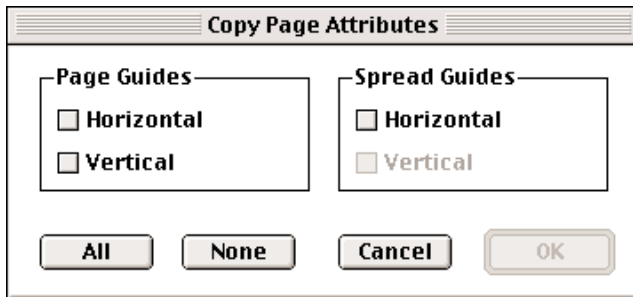 Copy Page Attributes
Page Guides
Horizontal
Vertical
Spread Guides
Horizontal
Vertical
All
None
Cancel
OK